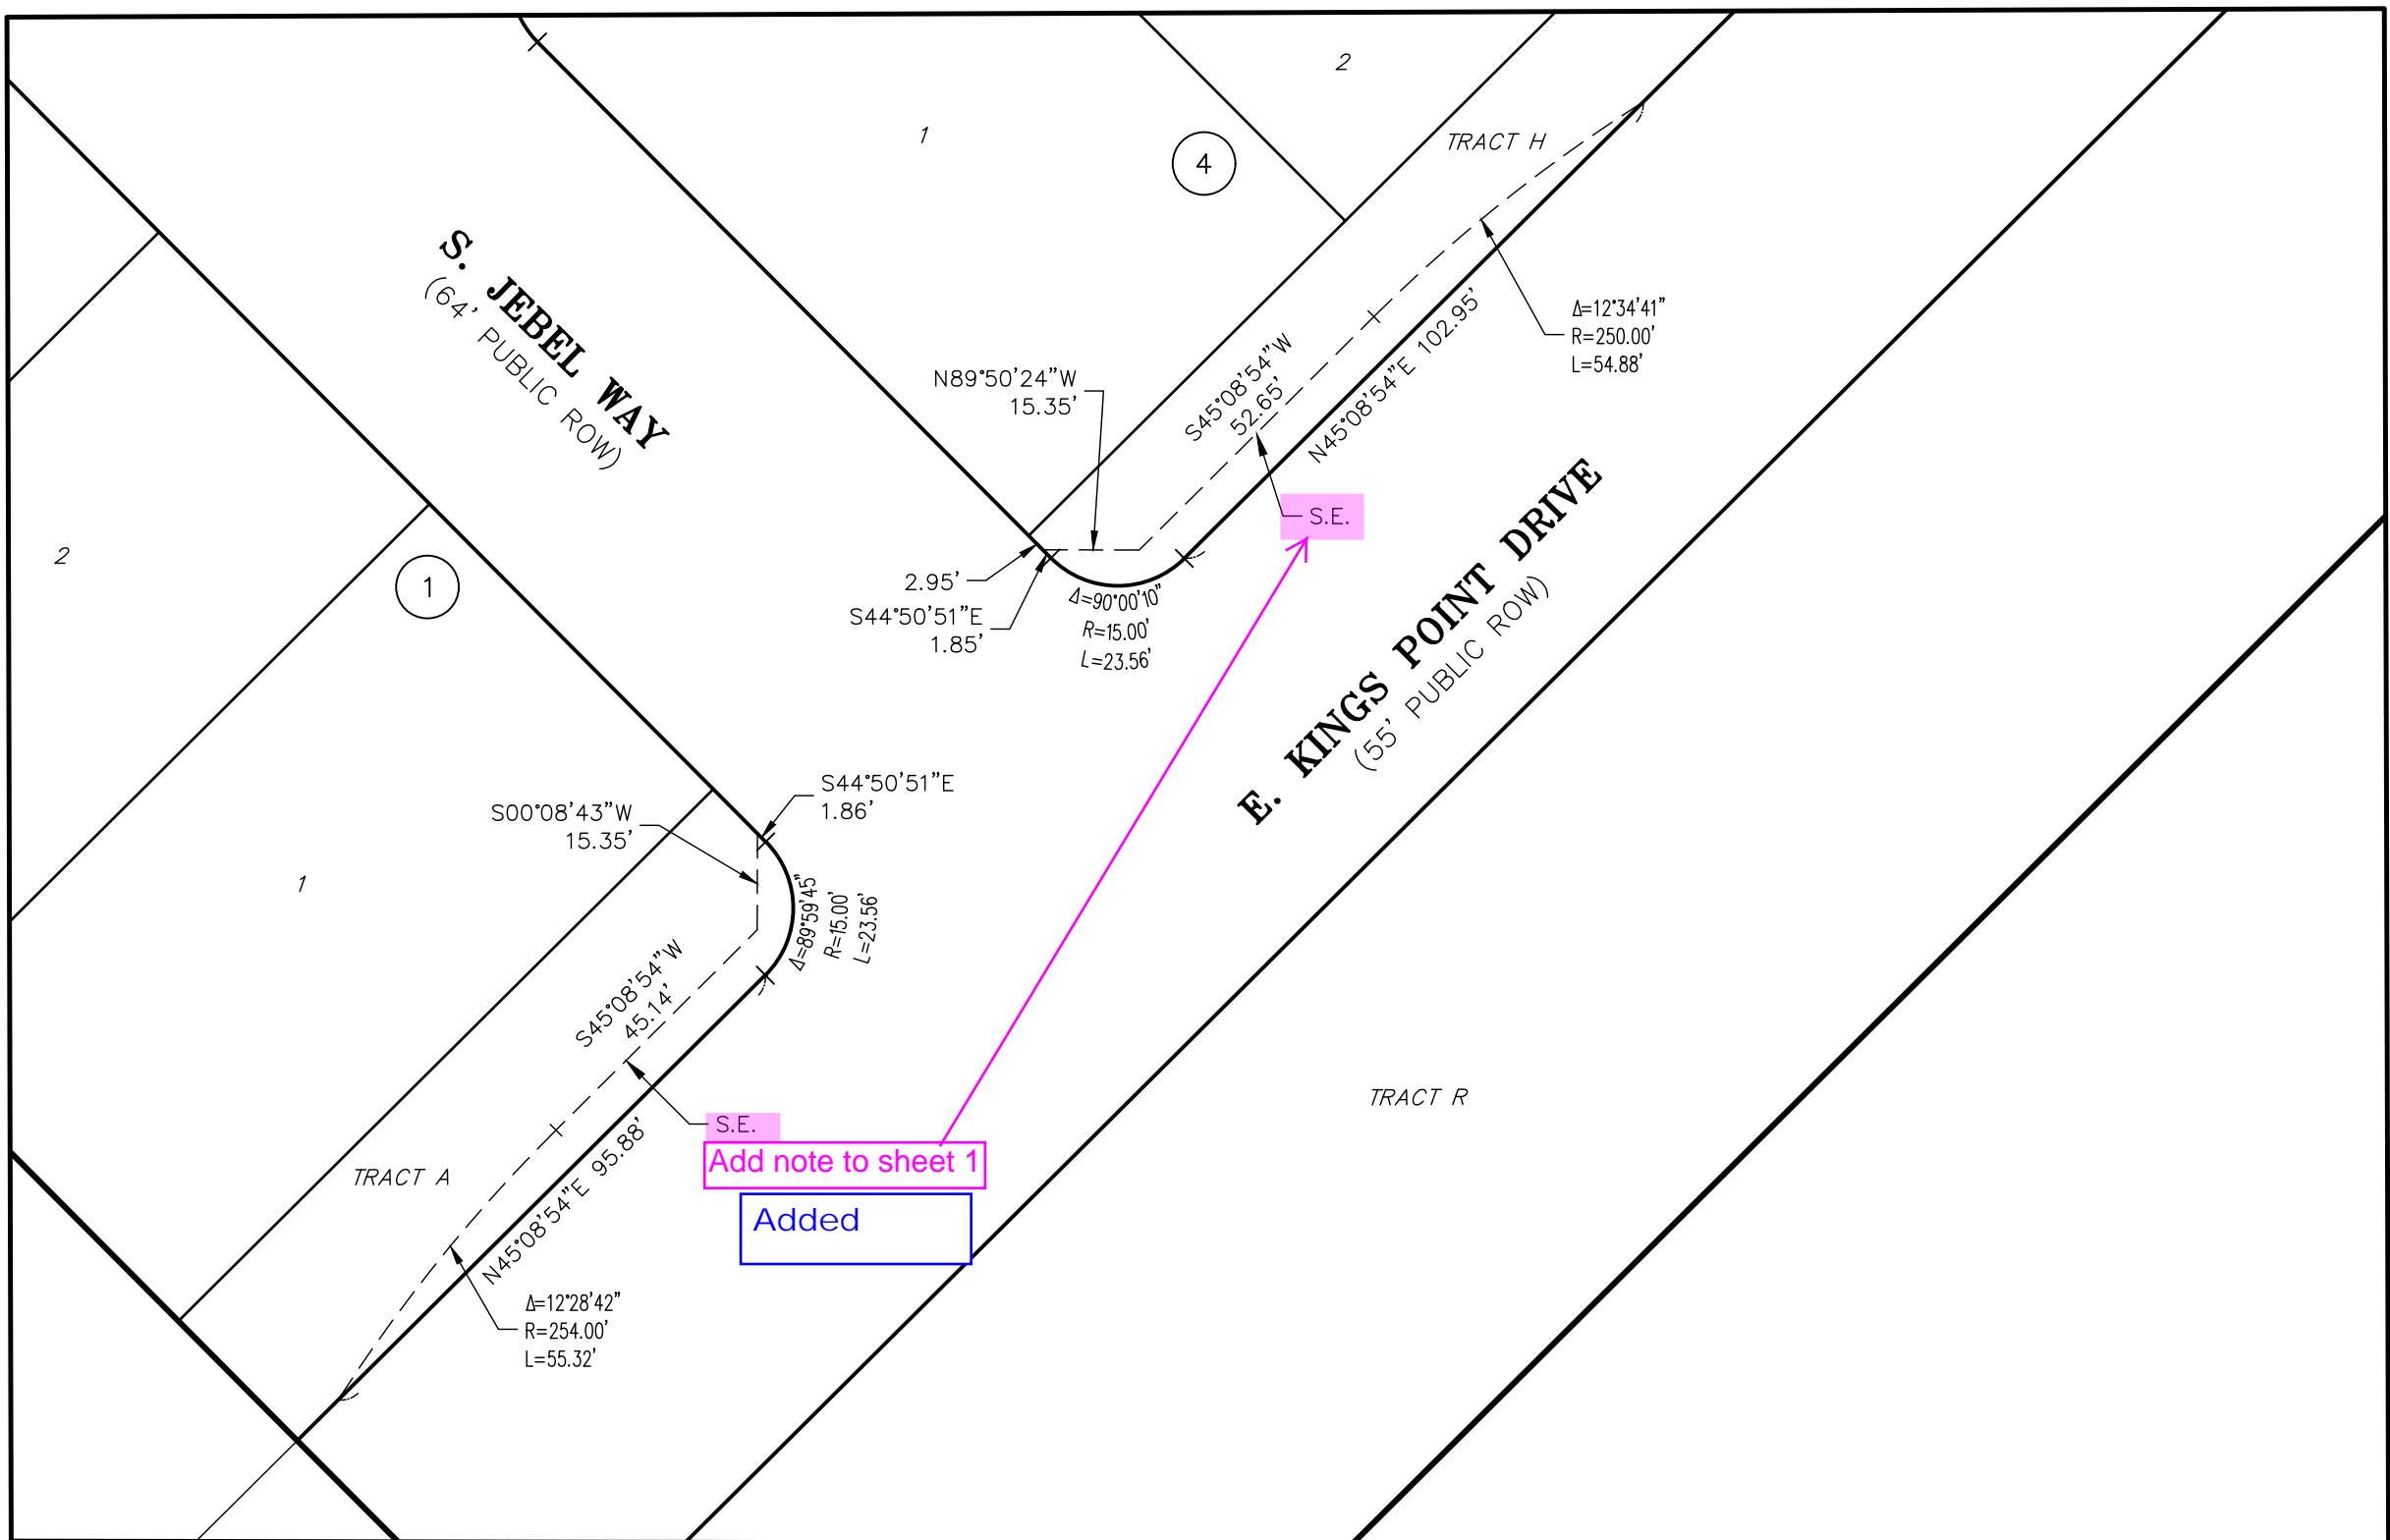 2
1
TRACT H
4
S. JEBEL WAY
(64' PUBLIC ROW)
Δ=12°34'41"
R=250.00'
L=54.88'
N89°50'24"W
15.35'
S45°08'54"W
52.65'
N45°08'54"E 102.95'
S.E.
2
1
2.95'
S44°50'51"E
1.85'
Δ=90°00'10"
R=15.00'
L=23.56'
E. KINGS POINT DRIVE
(55' PUBLIC ROW)
S44°50'51"E
1.86'
S00°08'43"W
15.35'
1
Δ=89°59'45"
R=15.00'
L=23.56'
S45°08'54"W
45.14'
S.E.
Add note to sheet 1
Added
TRACT R
TRACT A
N45°08'54"E 95.88'
Δ=12°28'42"
R=254.00'
L=55.32'